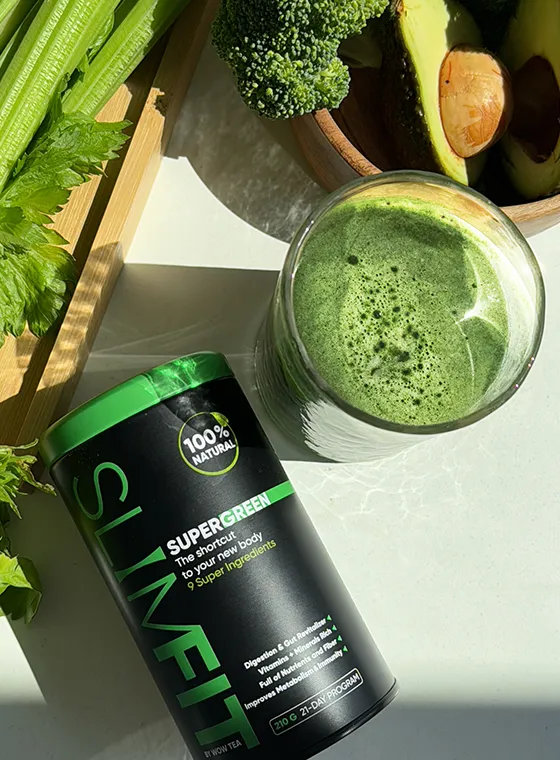 100%
NATURAL
SLIMFIT
BY WOW TEA
SUPERGREEN
The shortcut
to your new body
9 Super Ingredients
Digestion & Gut Revitaliser
Vitamins + Minerals Rich
Full of Nutrients and Fiber
Improves Metabolism & Immunity
210 G 21-DAY PROGRAM